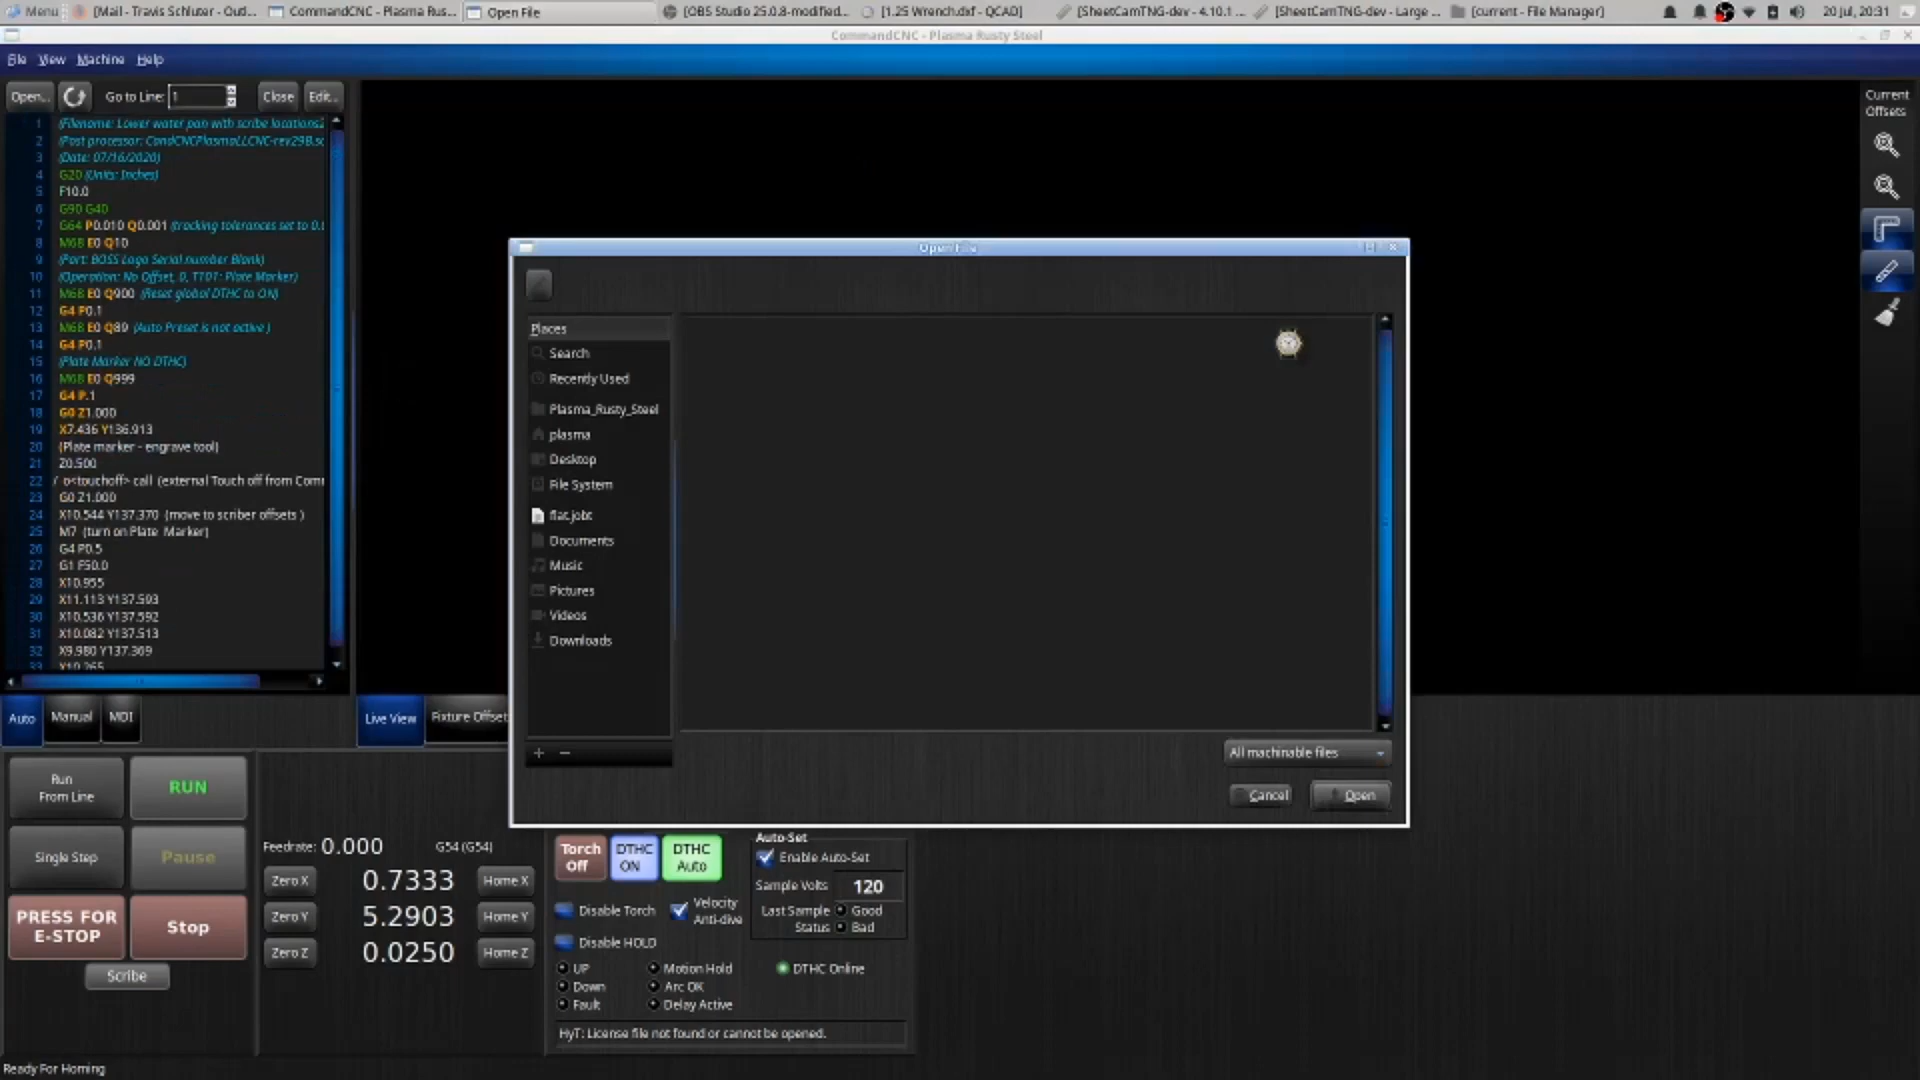 Menu [Mail - Travis Schluter - Outl... CommandCNC - Plasma Rus... Open File [OBS Studio 25.0.8-modified... [1.25 Wrench.dxf - QCAD] [SheetCamTNG-dev - 4.10.1 ... [SheetCamTNG-dev - Large ... [current - File Manager] 20 Jul, 20:31
CommandCNC - Plasma Rusty Steel
File View Machine Help
Open... Go to Line: 1 Close Edit...
Current
Offsets
1 (Filename: Lower water pan with scribe locations2
2 (Post processor: CandCNCPlasmaLLCNC-rev29B.sc
3 (Date: 07/16/2020)
4 G20 (Units: Inches)
5 F10.0
6 G90 G40
7 G64 P0.010 Q0.001 (tracking tolerances set to 0.0
8 M68 E0 Q10
9 (Part: BOSS Logo Serial number Blank)
10 (Operation: No Offset, 0, T101: Plate Marker)
11 M68 E0 Q900 (Reset global DTHC to ON)
12 G4 P0.1
13 M68 E0 Q89 (Auto Preset is not active )
14 G4 P0.1
15 (Plate Marker NO DTHC)
16 M68 E0 Q999
17 G4 P.1
18 G0 Z1.000
19 X7.436 Y136.913
20 (Plate marker - engrave tool)
21 Z0.500
22 / o<touchoff> call (external Touch off from Comm
23 G0 Z1.000
24 X10.544 Y137.370 (move to scriber offsets )
25 M7 (turn on Plate Marker)
26 G4 P0.5
27 G1 F50.0
28 X10.955
29 X11.113 Y137.593
30 X10.536 Y137.592
31 X10.082 Y137.513
32 X9.980 Y137.369
33 X10.265
Open File
Places
Search
Recently Used
Plasma_Rusty_Steel
plasma
Desktop
File System
flat.jobt
Documents
Music
Pictures
Videos
Downloads
+ −
All machinable files
Cancel Open
Auto Manual MDI
Live View Fixture Offset
Run
From Line
RUN
Single Step
Pause
PRESS FOR
E-STOP
Stop
Scribe
Feedrate: 0.000 G54 (G54)
Zero X 0.7333 Home X
Zero Y 5.2903 Home Y
Zero Z 0.0250 Home Z
Torch
Off
DTHC
ON
DTHC
Auto
Disable Torch
Velocity
Anti-dive
Disable HOLD
UP Motion Hold DTHC Online
Down Arc OK
Fault Delay Active
Auto-Set
Enable Auto-Set
Sample Volts 120
Last Sample Good
Status Bad
HyT: License file not found or cannot be opened.
Ready For Homing